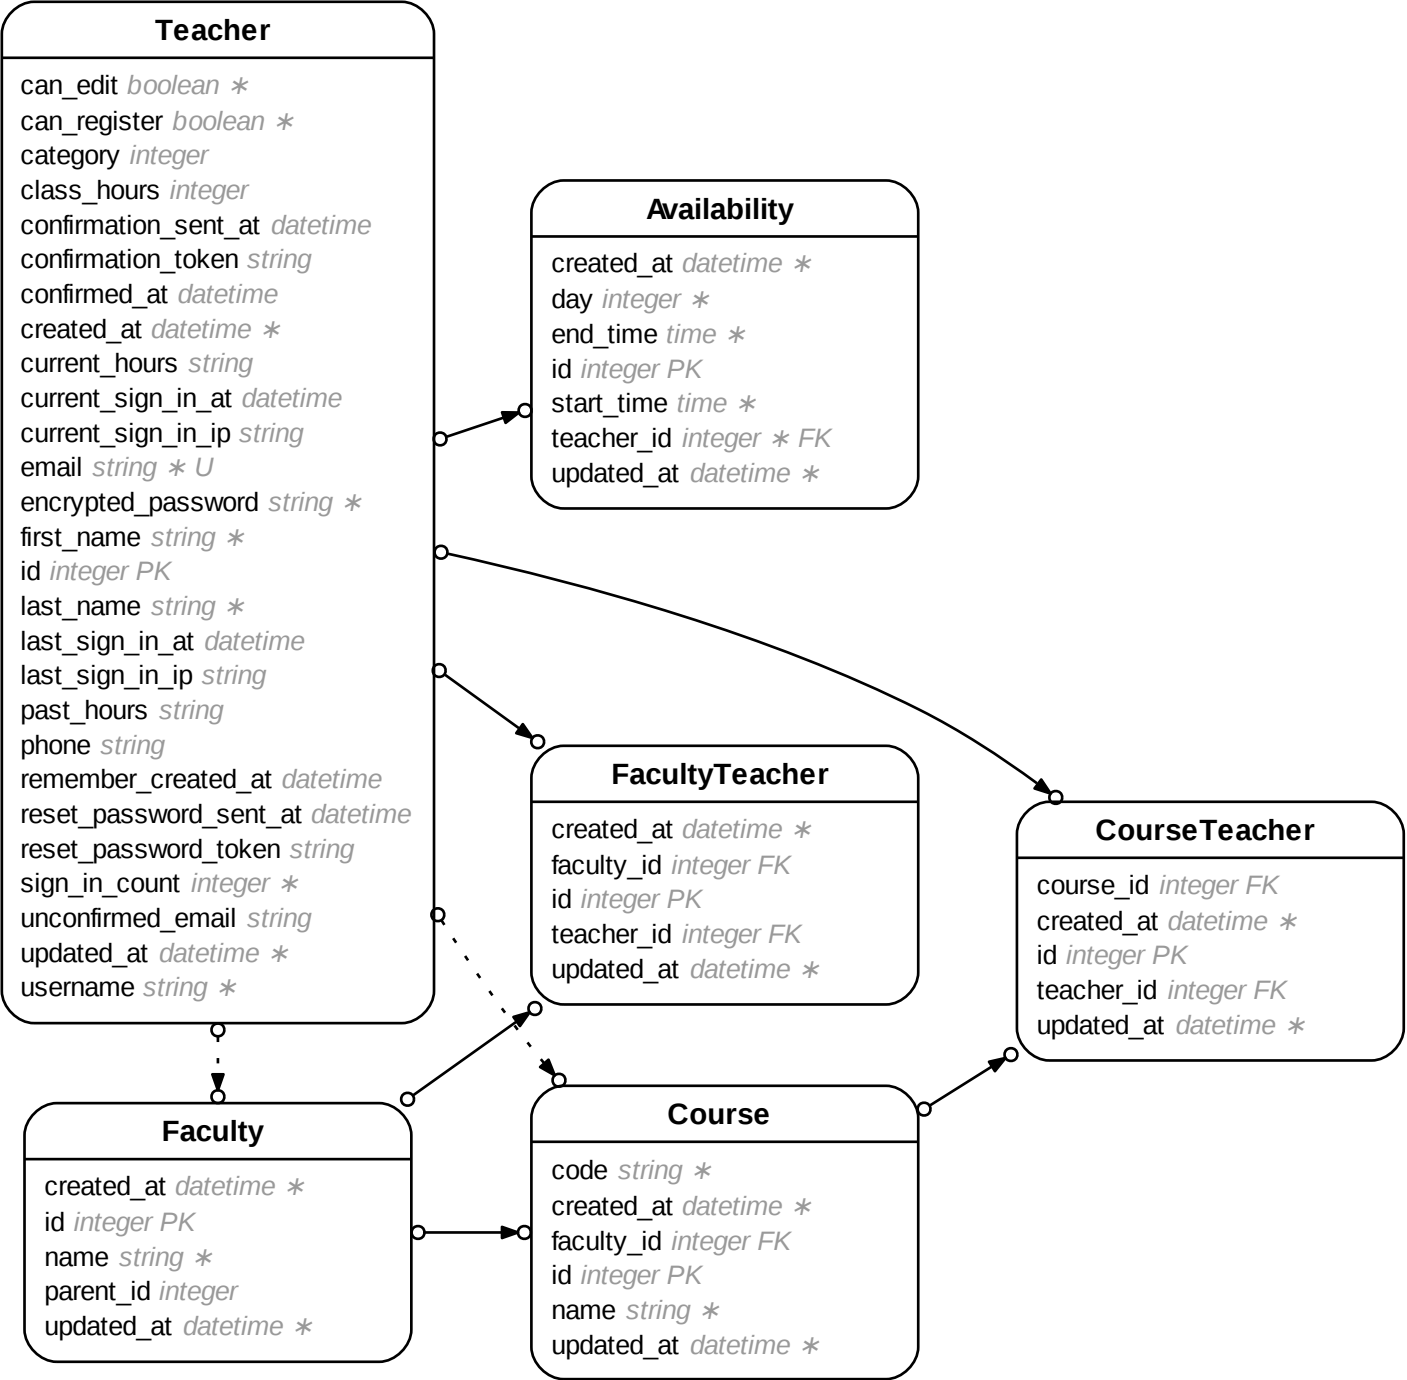 Teacher
can_edit boolean ∗
can_register boolean ∗
category integer
class_hours integer
confirmation_sent_at datetime
confirmation_token string
confirmed_at datetime
created_at datetime ∗
current_hours string
current_sign_in_at datetime
current_sign_in_ip string
email string ∗ U
encrypted_password string ∗
first_name string ∗
id integer PK
last_name string ∗
last_sign_in_at datetime
last_sign_in_ip string
past_hours string
phone string
remember_created_at datetime
reset_password_sent_at datetime
reset_password_token string
sign_in_count integer ∗
unconfirmed_email string
updated_at datetime ∗
username string ∗
Availability
created_at datetime ∗
day integer ∗
end_time time ∗
id integer PK
start_time time ∗
teacher_id integer ∗ FK
updated_at datetime ∗
FacultyTeacher
created_at datetime ∗
faculty_id integer FK
id integer PK
teacher_id integer FK
updated_at datetime ∗
CourseTeacher
course_id integer FK
created_at datetime ∗
id integer PK
teacher_id integer FK
updated_at datetime ∗
Faculty
created_at datetime ∗
id integer PK
name string ∗
parent_id integer
updated_at datetime ∗
Course
code string ∗
created_at datetime ∗
faculty_id integer FK
id integer PK
name string ∗
updated_at datetime ∗